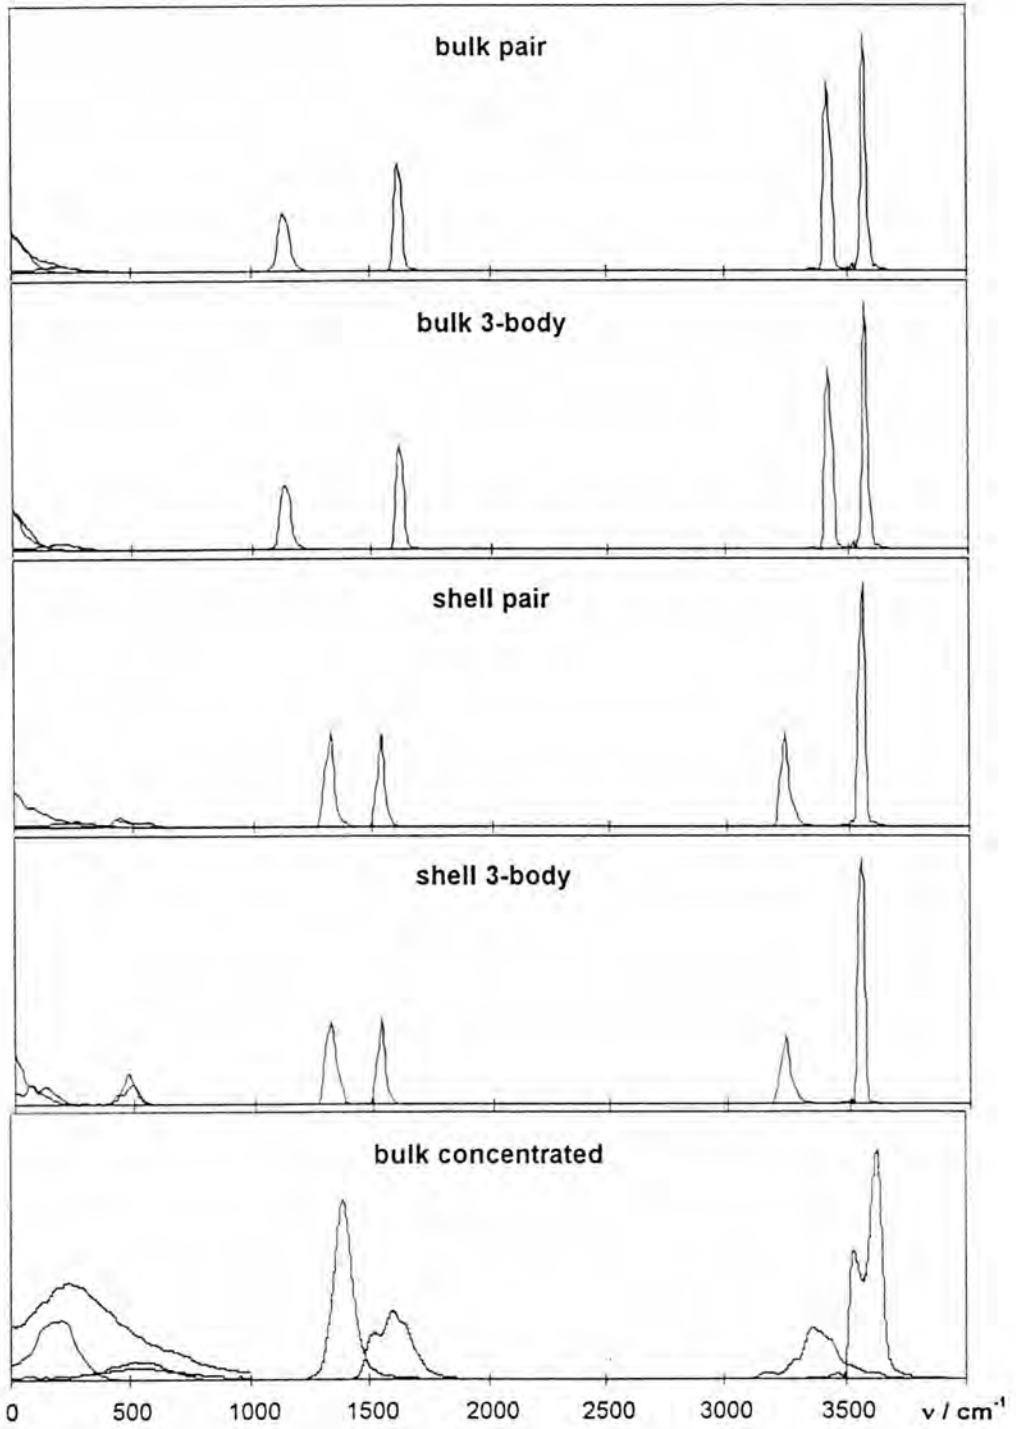 bulk pair
bulk 3-body
shell pair
shell 3-body
bulk concentrated
0 500 1000 1500 2000 2500 3000 3500 ν / cm-1